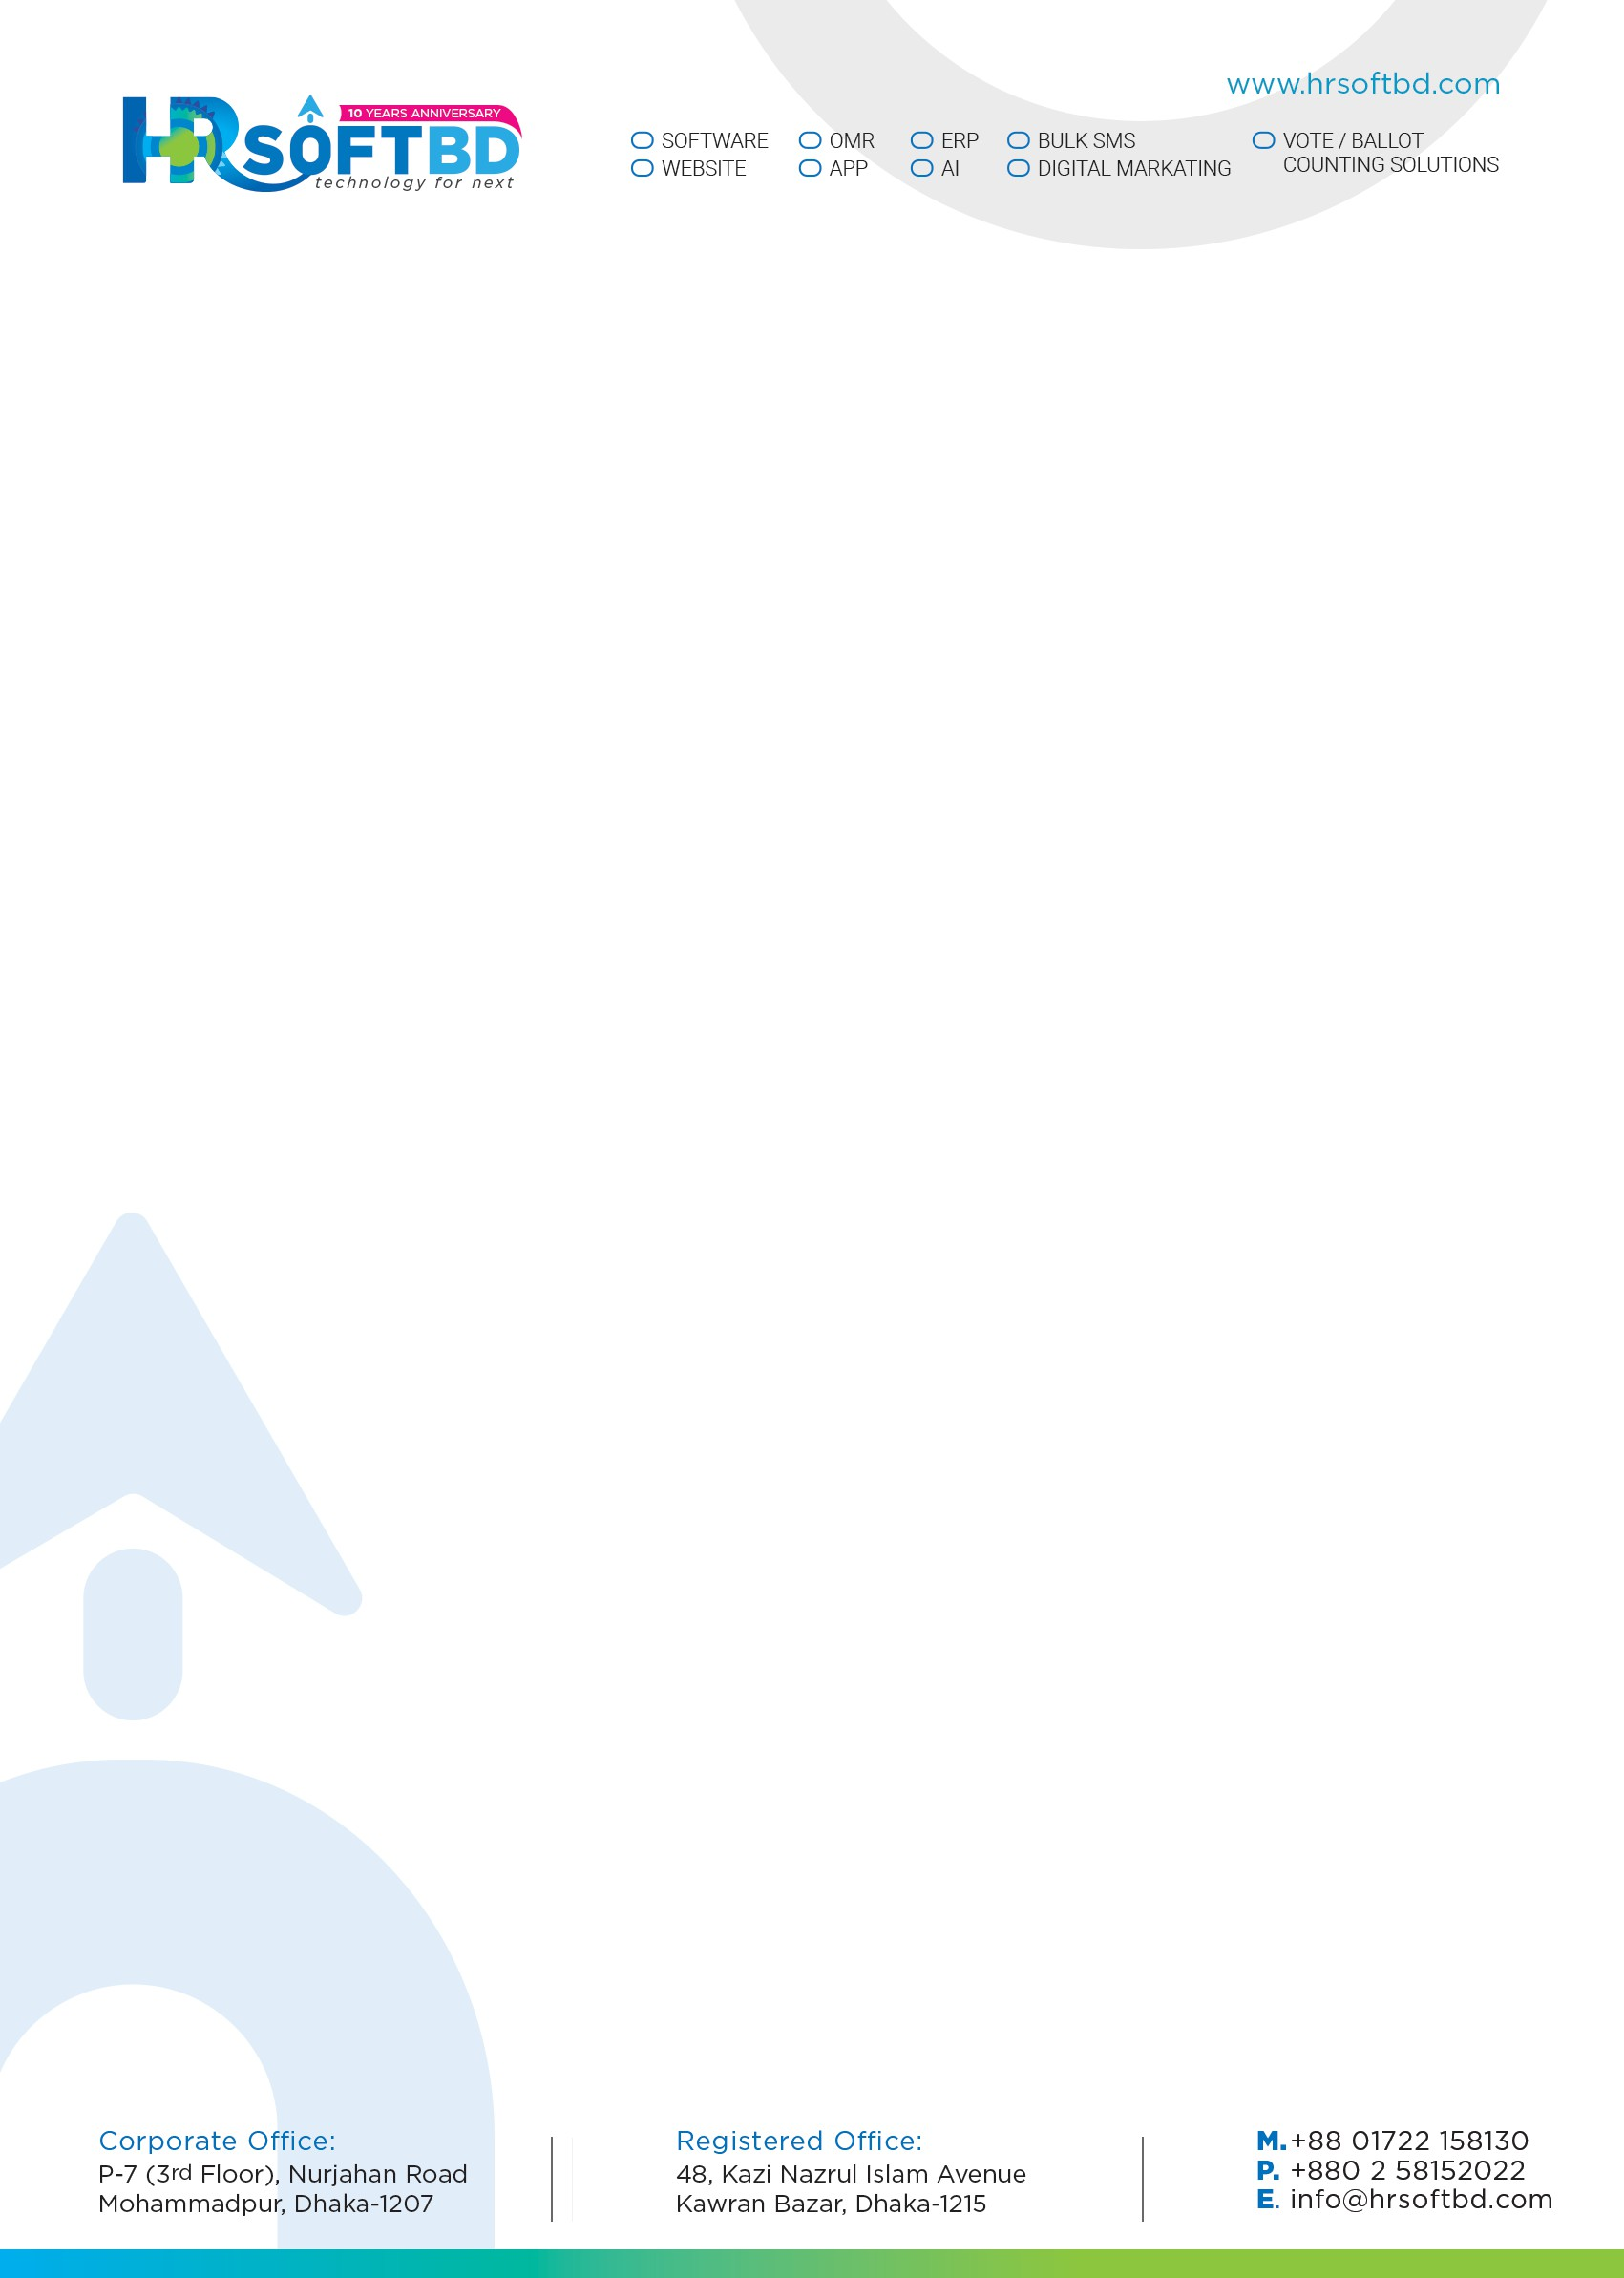 HRSOFTBD
10 YEARS ANNIVERSARY
technology for next
www.hrsoftbd.com
SOFTWARE OMR ERP BULK SMS VOTE / BALLOT
WEBSITE APP AI DIGITAL MARKATING COUNTING SOLUTIONS
Corporate Office:
P-7 (3rd Floor), Nurjahan Road
Mohammadpur, Dhaka-1207
Registered Office:
48, Kazi Nazrul Islam Avenue
Kawran Bazar, Dhaka-1215
M. +88 01722 158130
P. +880 2 58152022
E. info@hrsoftbd.com